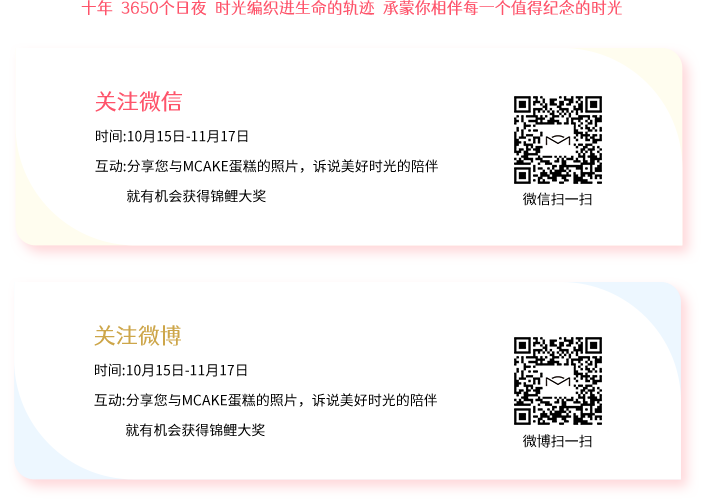 十年 3650个日夜 时光编织进生命的轨迹 承蒙你相伴每一个值得纪念的时光
关注微信
时间:10月15日-11月17日
互动:分享您与MCAKE蛋糕的照片，诉说美好时光的陪伴
就有机会获得锦鲤大奖
微信扫一扫
关注微博
时间:10月15日-11月17日
互动:分享您与MCAKE蛋糕的照片，诉说美好时光的陪伴
就有机会获得锦鲤大奖
微博扫一扫